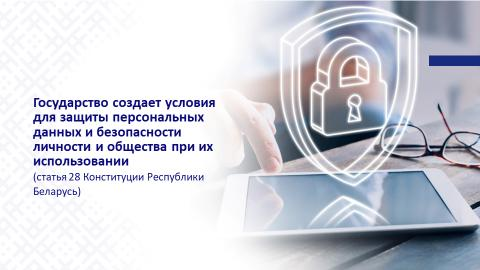 Государство создает условия
для защиты персональных
данных и безопасности
личности и общества при их
использовании
(статья 28 Конституции Республики
Беларусь)